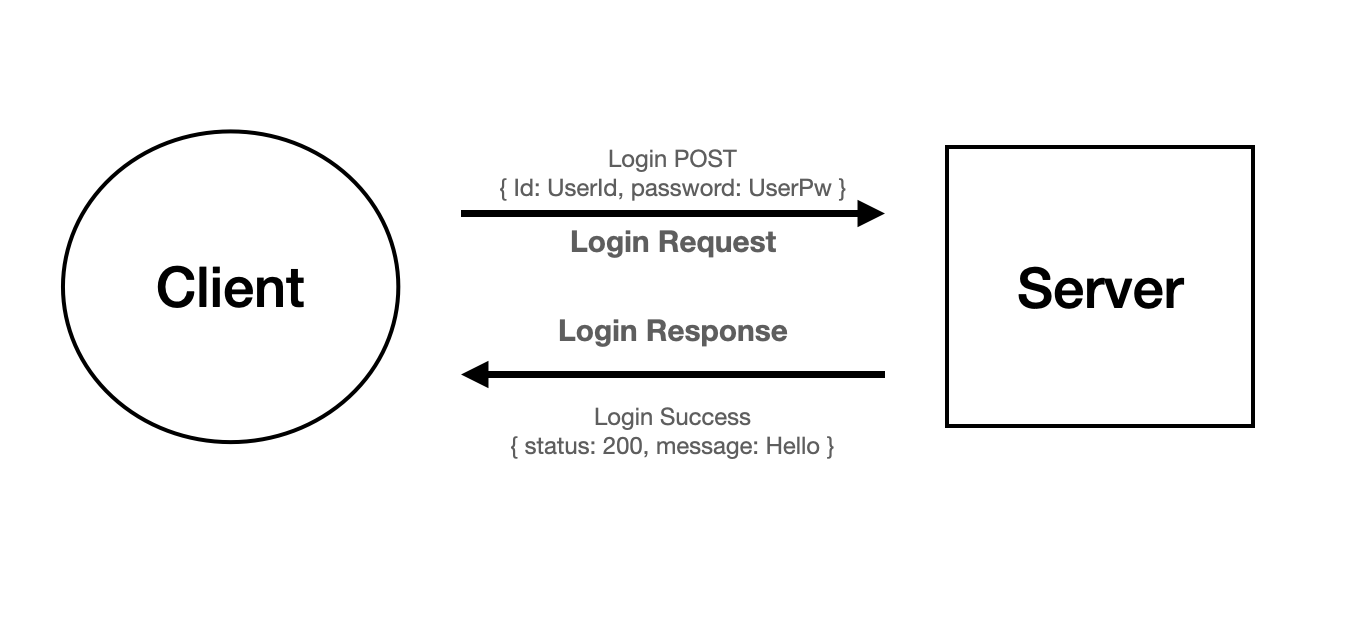 Login POST
{ Id: UserId, password: UserPw }
Login Request
Client
Server
Login Response
Login Success
{ status: 200, message: Hello }